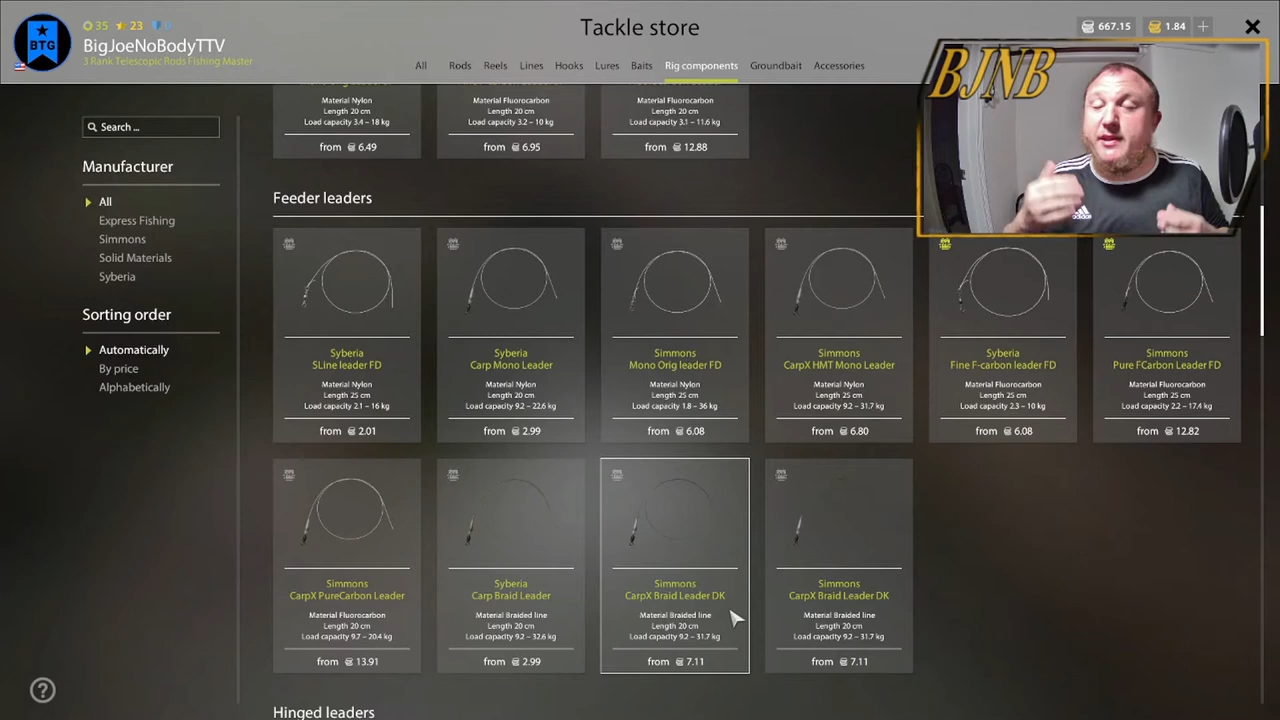 35 23
BTG
BigJoeNoBodyTTV
3 Rank Telescopic Rods Fishing Master
Tackle store
667.15
1.84
All Rods Reels Lines Hooks Lures Baits Rig components Groundbait Accessories
BJNB
Search ...
Manufacturer
All
Express Fishing
Simmons
Solid Materials
Syberia
Sorting order
Automatically
By price
Alphabetically
Material Nylon
Length 20 cm
Load capacity 3.4 – 18 kg
from 6.49
Material Fluorocarbon
Length 20 cm
Load capacity 3.2 – 10 kg
from 6.95
Material Fluorocarbon
Length 20 cm
Load capacity 3.1 – 11.6 kg
from 12.88
Feeder leaders
Syberia
SLine leader FD
Material Nylon
Length 25 cm
Load capacity 2.1 – 16 kg
from 2.01
Syberia
Carp Mono Leader
Material Nylon
Length 20 cm
Load capacity 9.2 – 22.6 kg
from 2.99
Simmons
Mono Orig leader FD
Material Nylon
Length 25 cm
Load capacity 1.8 – 36 kg
from 6.08
Simmons
CarpX HMT Mono Leader
Material Nylon
Length 25 cm
Load capacity 9.2 – 31.7 kg
from 6.80
Syberia
Fine F-carbon leader FD
Material Fluorocarbon
Length 25 cm
Load capacity 2.3 – 10 kg
from 6.08
Simmons
Pure FCarbon Leader FD
Material Fluorocarbon
Length 25 cm
Load capacity 2.2 – 17.4 kg
from 12.82
Simmons
CarpX PureCarbon Leader
Material Fluorocarbon
Length 20 cm
Load capacity 9.7 – 20.4 kg
from 13.91
Syberia
Carp Braid Leader
Material Braided line
Length 20 cm
Load capacity 9.2 – 32.6 kg
from 2.99
Simmons
CarpX Braid Leader DK
Material Braided line
Length 20 cm
Load capacity 9.2 – 31.7 kg
from 7.11
Simmons
CarpX Braid Leader DK
Material Braided line
Length 20 cm
Load capacity 9.2 – 31.7 kg
from 7.11
Hinged leaders